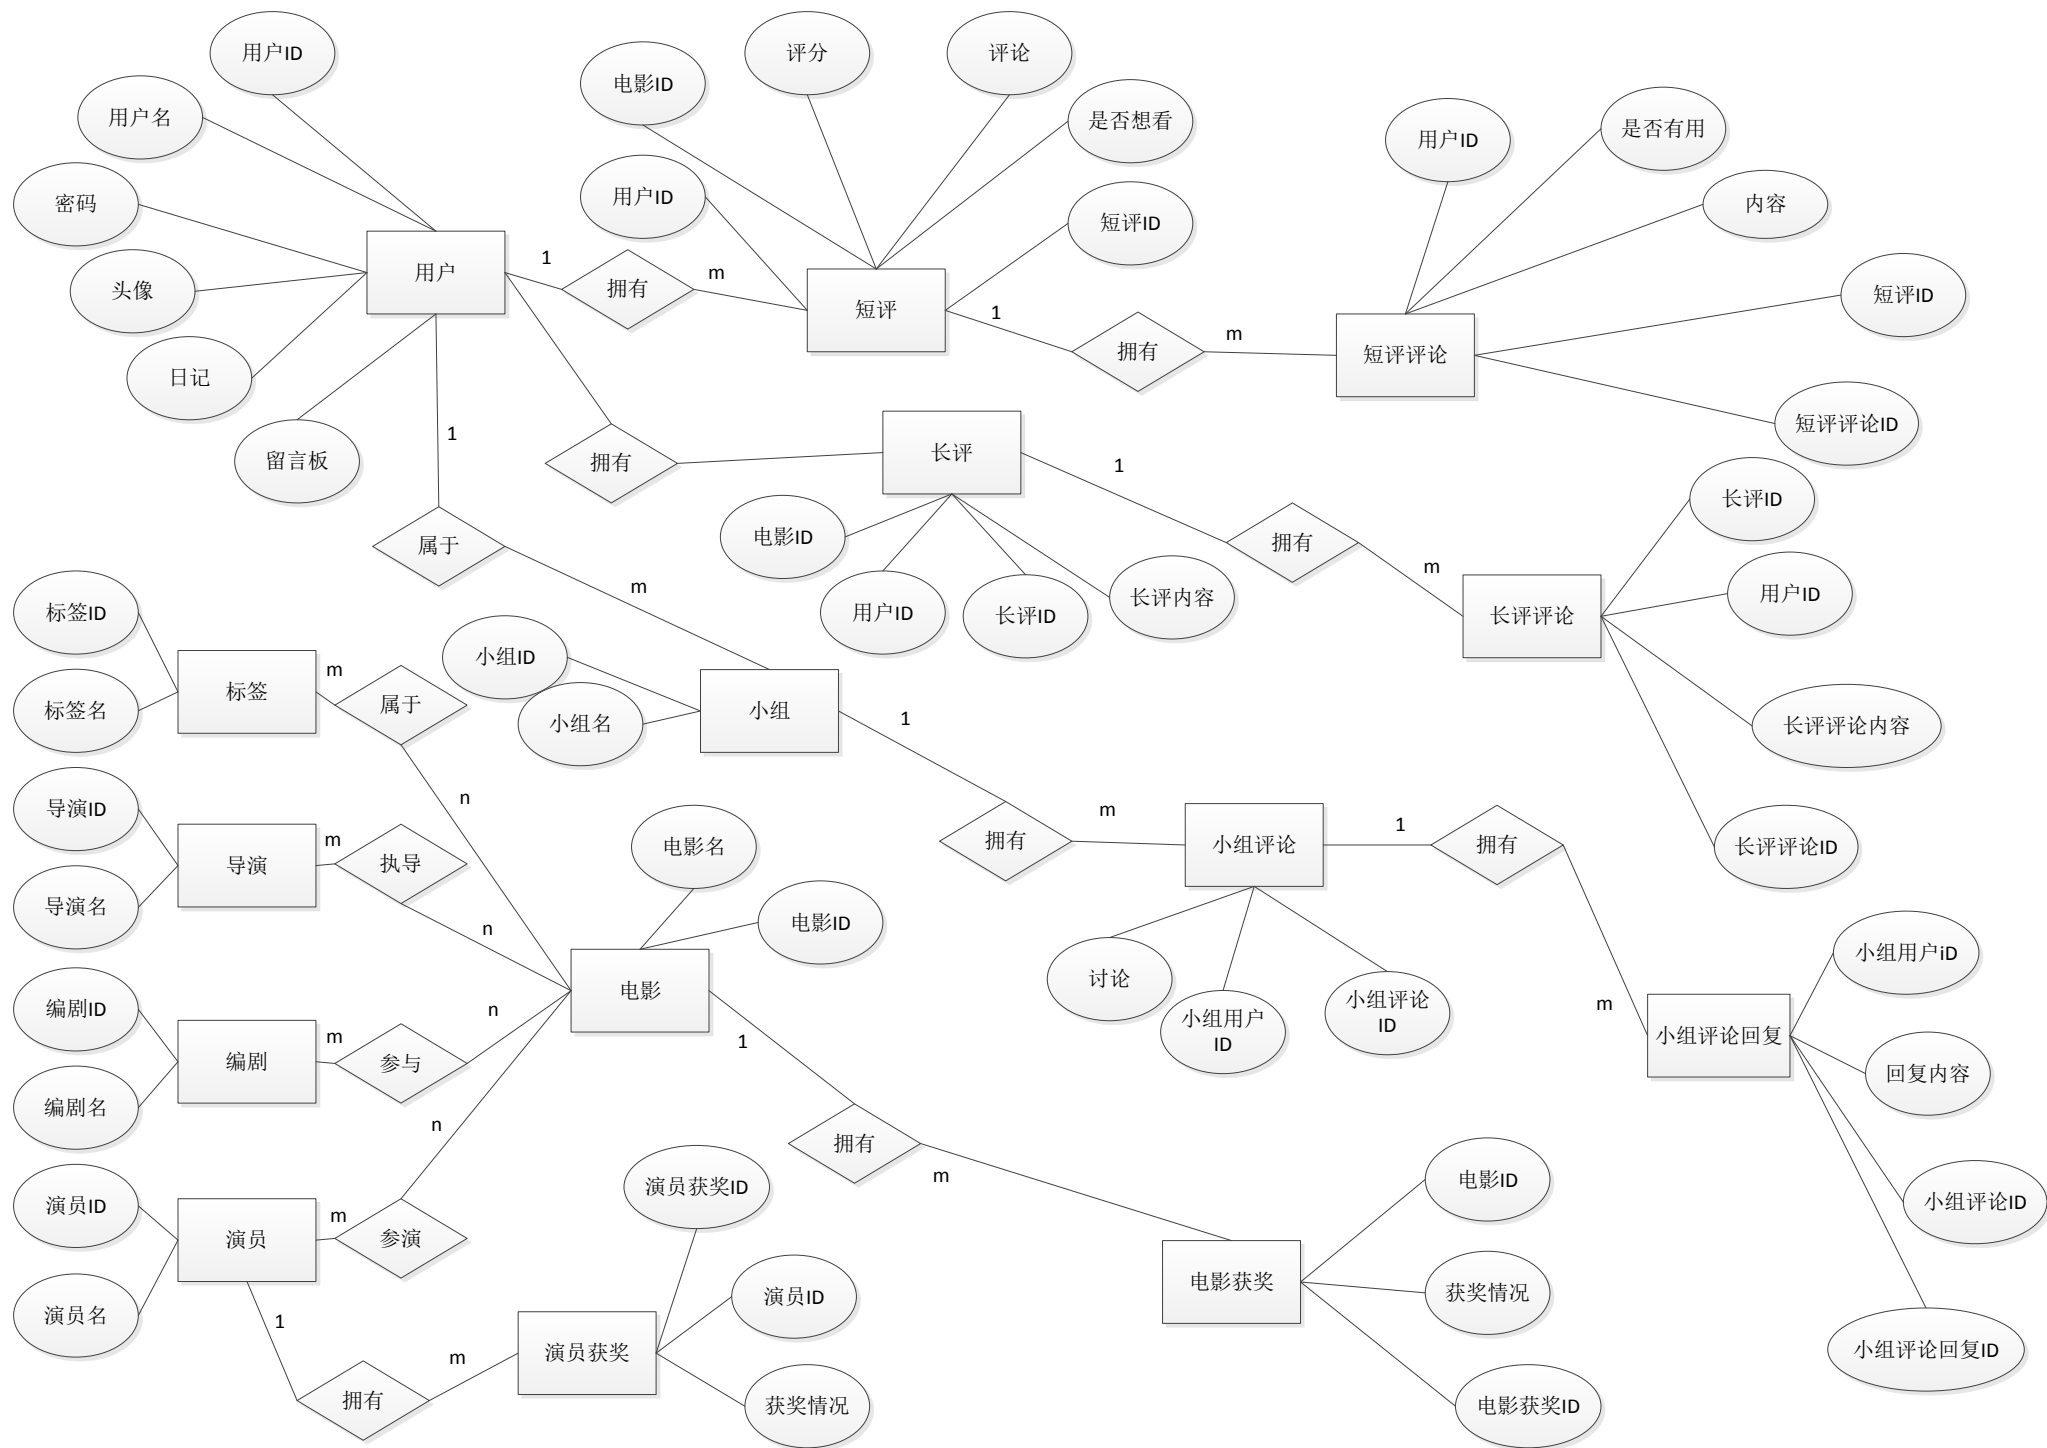 用户ID
评分
评论
电影ID
用户名
是否想看
是否有用
用户ID
密码
用户ID
内容
短评ID
1
m
用户
拥有
头像
短评
1
m
短评ID
拥有
短评评论
日记
短评评论ID
1
留言板
拥有
长评
1
长评ID
电影ID
属于
拥有
m
m
标签ID
用户ID
长评ID
长评内容
用户ID
长评评论
小组ID
m
标签
属于
标签名
小组名
小组
1
长评评论内容
n
导演ID
m
电影名
m
1
拥有
小组评论
拥有
长评评论ID
导演
执导
导演名
n
电影ID
讨论
小组用户iD
编剧ID
n
电影
小组用户
ID
小组评论
ID
m
m
1
编剧
参与
小组评论回复
回复内容
编剧名
n
拥有
m
演员获奖ID
电影ID
演员ID
m
小组评论ID
演员
参演
电影获奖
演员ID
获奖情况
演员名
1
m
演员获奖
小组评论回复ID
拥有
获奖情况
电影获奖ID